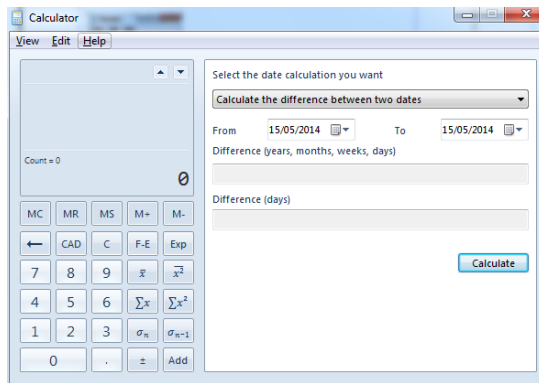 Calculator
View Edit Help
Select the date calculation you want
Calculate the difference between two dates
From 15/05/2014 To 15/05/2014
Difference (years, months, weeks, days)
Count = 0
0
Difference (days)
MC MR MS M+ M-
← CAD C F-E Exp
Calculate
7 8 9 x̅ x̅²
4 5 6 ∑x ∑x²
1 2 3 σn σn-1
0 . ± Add